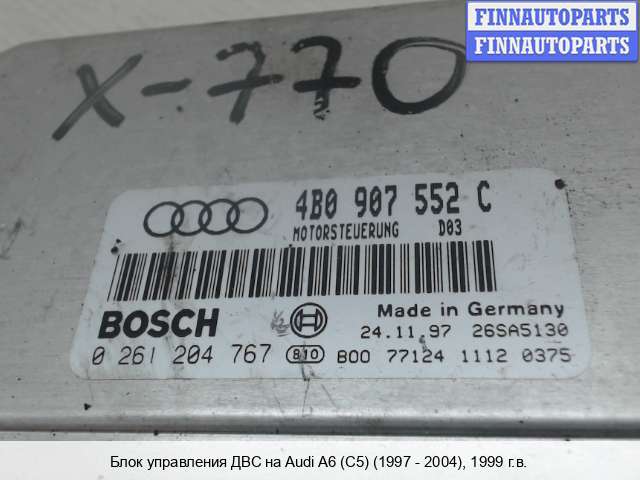 FINNAUTOPARTS
FINNAUTOPARTS
X-770
4B0 907 552 C
MOTORSTEUERUNG D03
BOSCH
Made in Germany
24.11.97 26SA5130
0 261 204 767 810 B00 77124 1112 0375
Блок управления ДВС на Audi A6 (C5) (1997 - 2004), 1999 г.в.